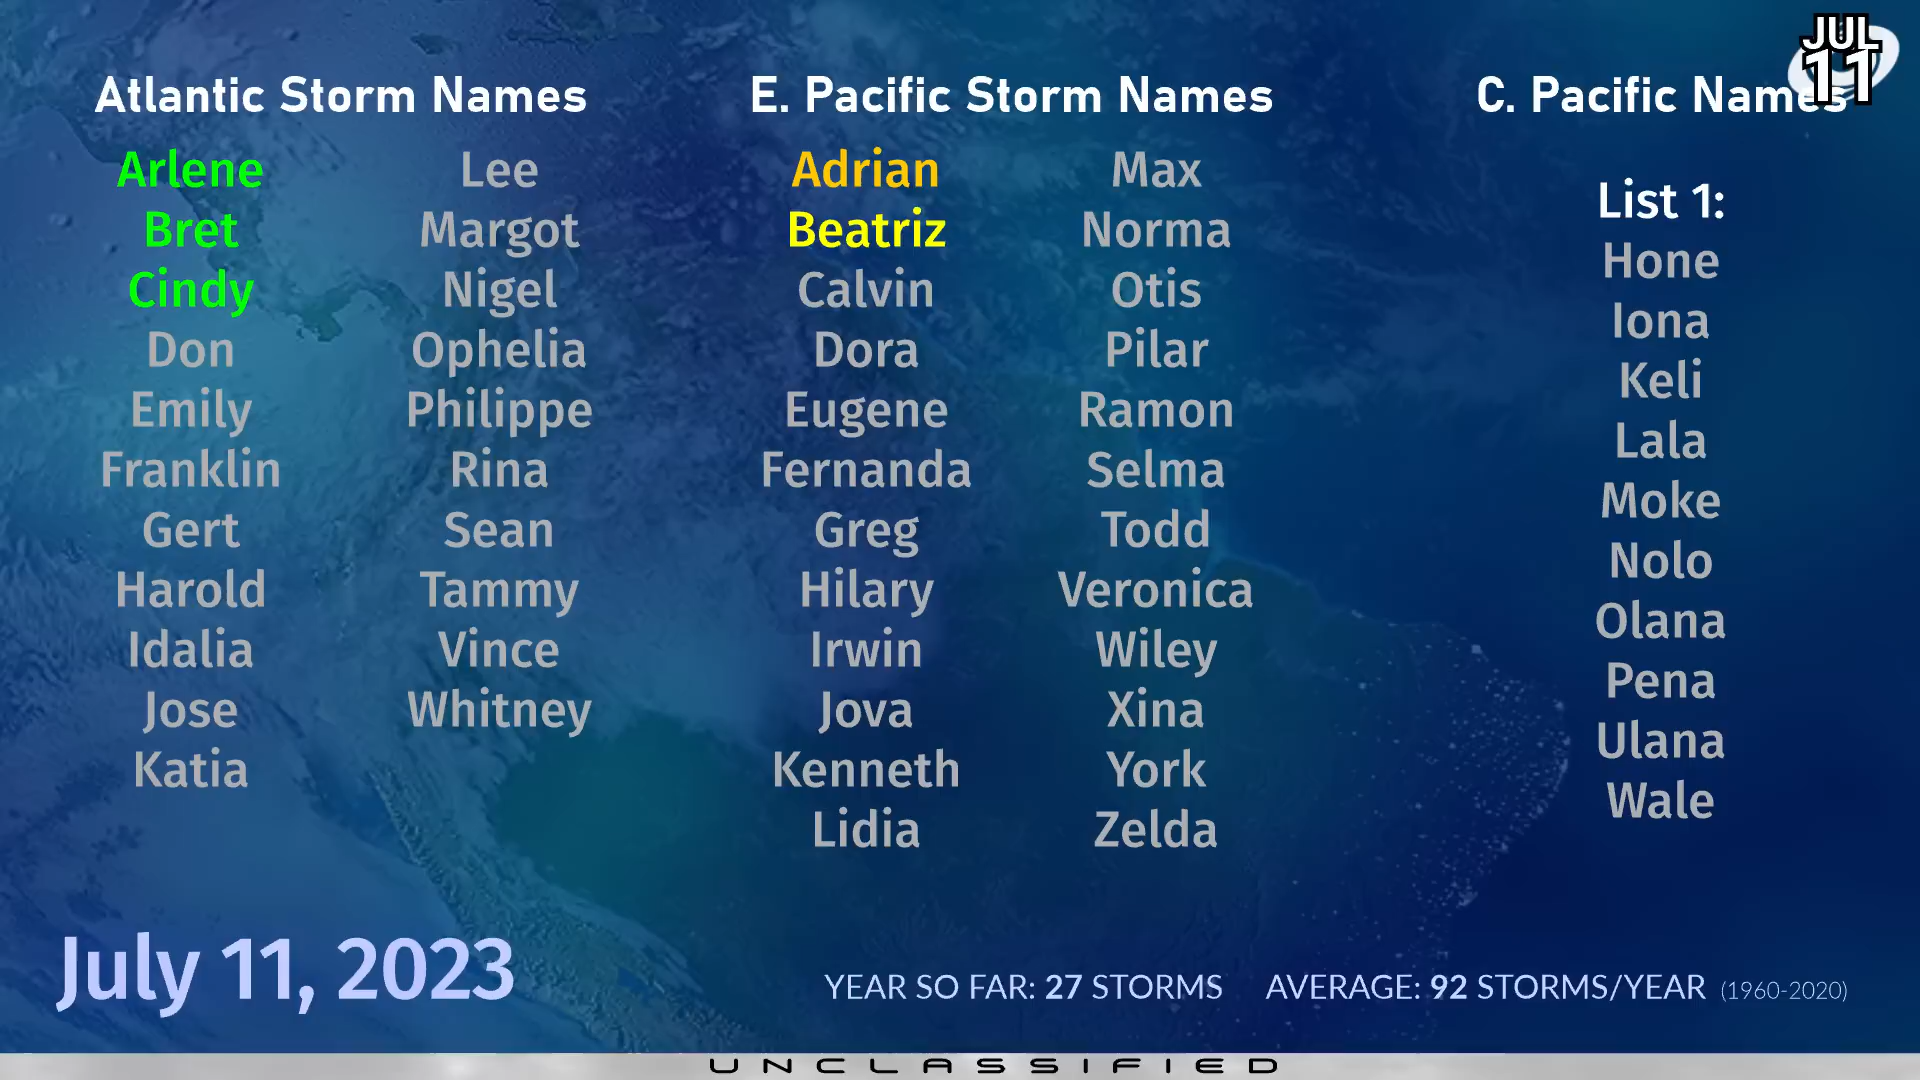 JUL
11
Atlantic Storm Names
Arlene
Bret
Cindy
Don
Emily
Franklin
Gert
Harold
Idalia
Jose
Katia
Lee
Margot
Nigel
Ophelia
Philippe
Rina
Sean
Tammy
Vince
Whitney
E. Pacific Storm Names
Adrian
Beatriz
Calvin
Dora
Eugene
Fernanda
Greg
Hilary
Irwin
Jova
Kenneth
Lidia
Max
Norma
Otis
Pilar
Ramon
Selma
Todd
Veronica
Wiley
Xina
York
Zelda
C. Pacific Names
List 1:
Hone
Iona
Keli
Lala
Moke
Nolo
Olana
Pena
Ulana
Wale
July 11, 2023
YEAR SO FAR: 27 STORMS AVERAGE: 92 STORMS/YEAR (1960-2020)
UNCLASSIFIED